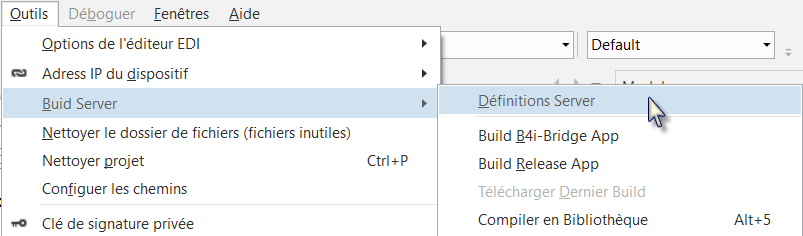 Outils Déboguer Fenêtres Aide
Options de l'éditeur EDI
Default
Adress IP du dispositif
Buid Server
Définitions Server
Nettoyer le dossier de fichiers (fichiers inutiles)
Build B4i-Bridge App
Nettoyer projet Ctrl+P
Build Release App
Configuer les chemins
Télécharger Dernier Build
Clé de signature privée
Compiler en Bibliothèque Alt+5